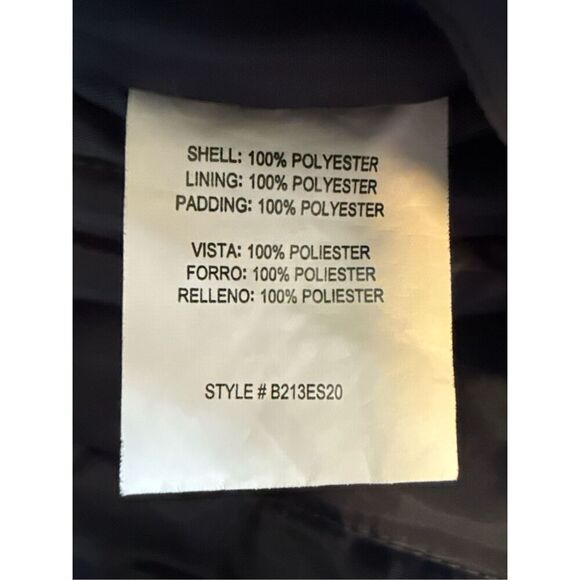 SHELL: 100% POLYESTER
LINING: 100% POLYESTER
PADDING: 100% POLYESTER
VISTA: 100% POLIESTER
FORRO: 100% POLIESTER
RELLENO: 100% POLIESTER
STYLE # B213ES20